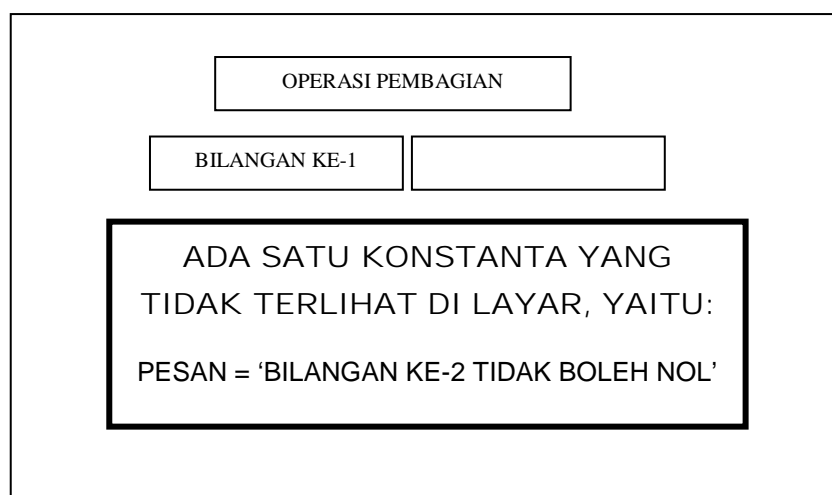 OPERASI PEMBAGIAN
BILANGAN KE-1
ADA SATU KONSTANTA YANG
TIDAK TERLIHAT DI LAYAR, YAITU:
PESAN = ‘BILANGAN KE-2 TIDAK BOLEH NOL’